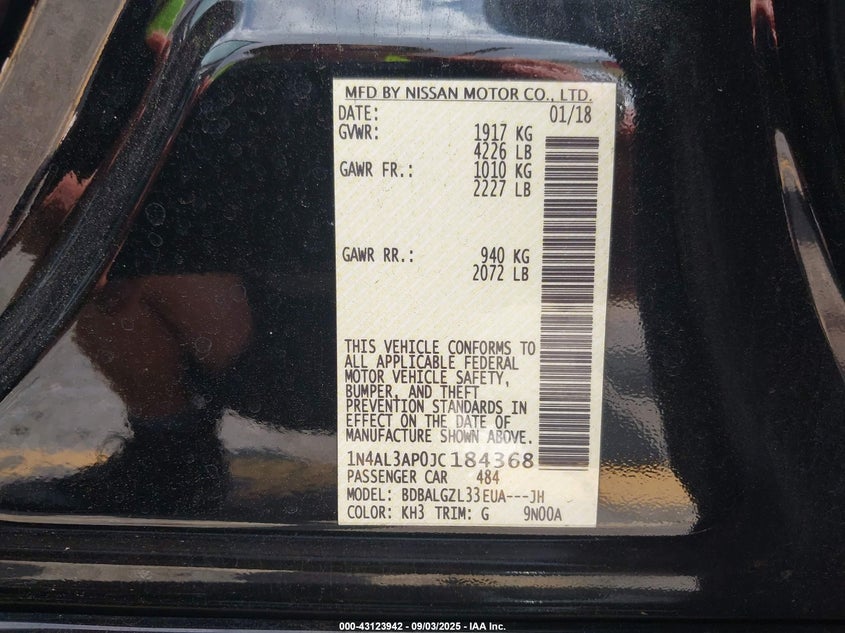 MFD BY NISSAN MOTOR CO., LTD.
DATE: 01/18
GVWR: 1917 KG
4226 LB
GAWR FR.: 1010 KG
2227 LB
GAWR RR.: 940 KG
2072 LB
THIS VEHICLE CONFORMS TO
ALL APPLICABLE FEDERAL
MOTOR VEHICLE SAFETY,
BUMPER, AND THEFT
PREVENTION STANDARDS IN
EFFECT ON THE DATE OF
MANUFACTURE SHOWN ABOVE.
1N4AL3AP0JC184368
PASSENGER CAR 484
MODEL: BDBALGZL33EUA---JH
COLOR: KH3 TRIM: G 9N00A
000-43123942 - 09/03/2025 - IAA Inc.